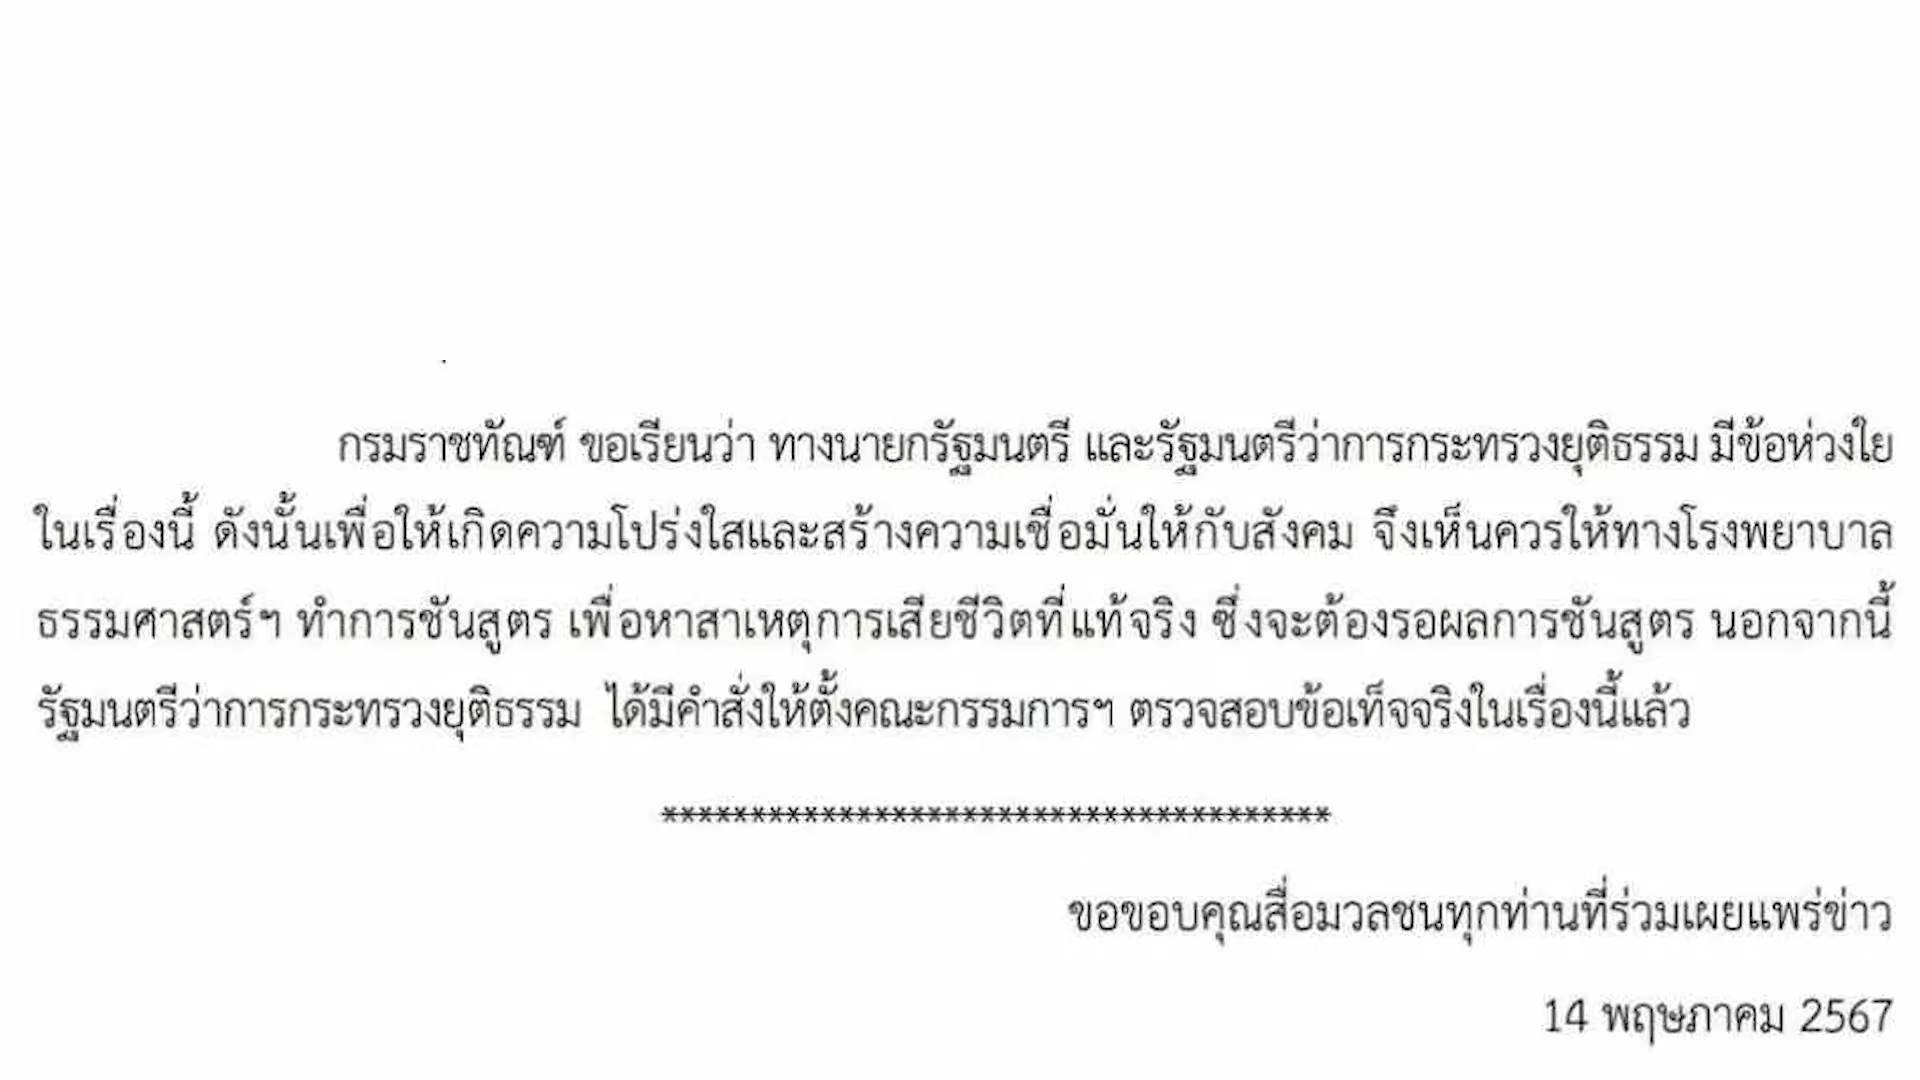 กรมราชทัณฑ์ ขอเรียนว่า ทางนายกรัฐมนตรี และรัฐมนตรีว่าการกระทรวงยุติธรรม มีข้อห่วงใย
ในเรื่องนี้ ดังนั้นเพื่อให้เกิดความโปร่งใสและสร้างความเชื่อมั่นให้กับสังคม จึงเห็นควรให้ทางโรงพยาบาล
ธรรมศาสตร์ฯ ทำการชันสูตร เพื่อหาสาเหตุการเสียชีวิตที่แท้จริง ซึ่งจะต้องรอผลการชันสูตร นอกจากนี้
รัฐมนตรีว่าการกระทรวงยุติธรรม ได้มีคำสั่งให้ตั้งคณะกรรมการฯ ตรวจสอบข้อเท็จจริงในเรื่องนี้แล้ว
**************************************
ขอขอบคุณสื่อมวลชนทุกท่านที่ร่วมเผยแพร่ข่าว
14 พฤษภาคม 2567